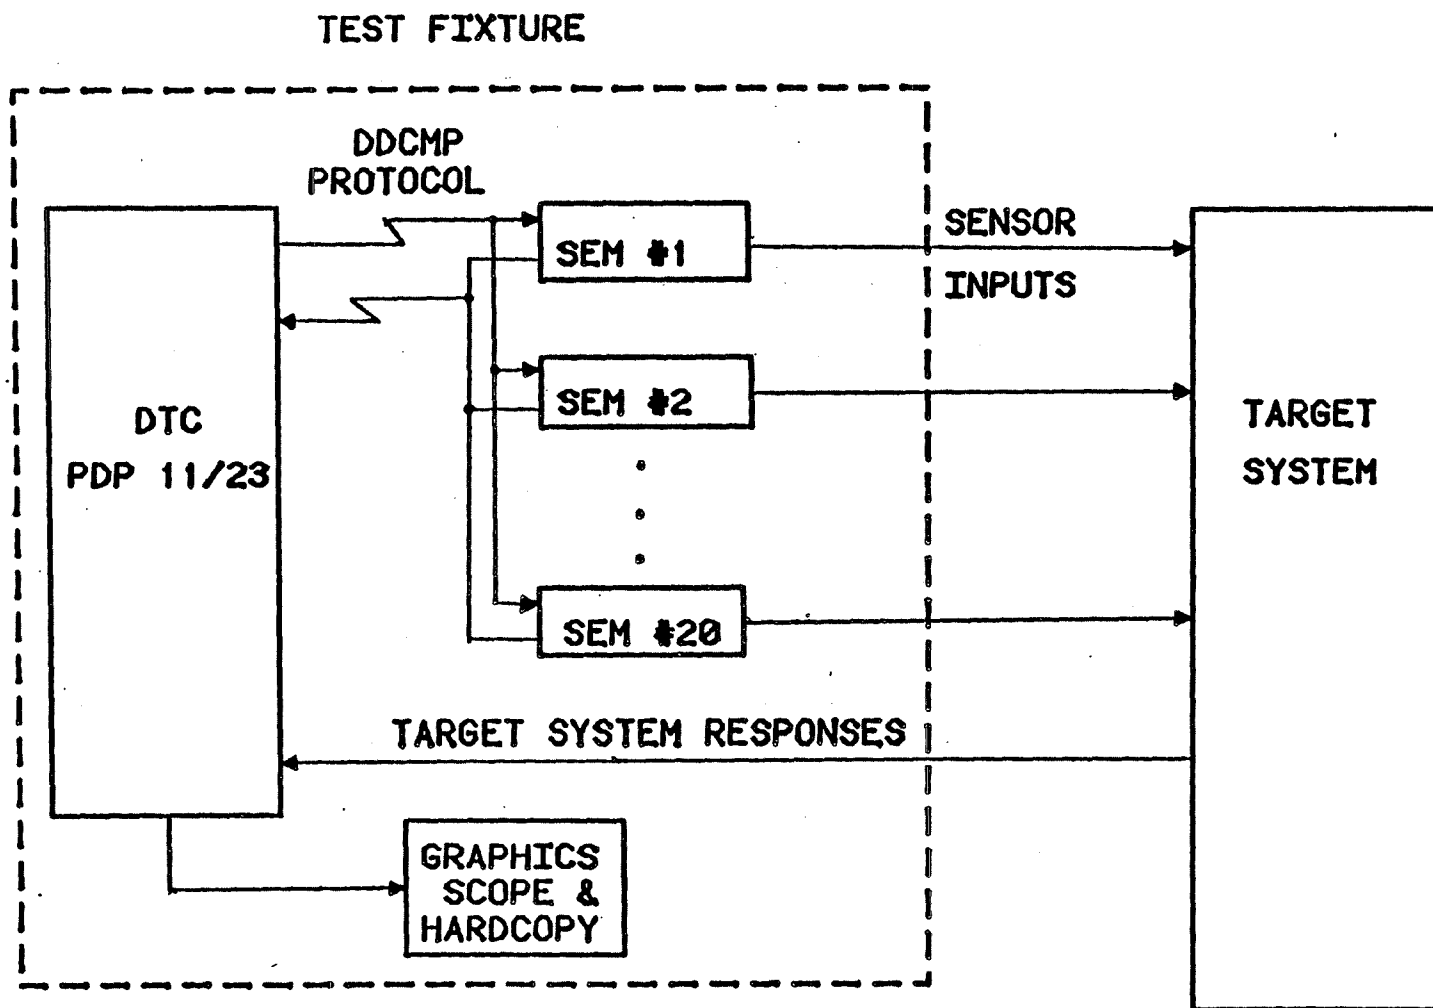 TEST FIXTURE
DDCMP
PROTOCOL
SEM #1
SENSOR
INPUTS
DTC
PDP 11/23
SEM #2
TARGET
SYSTEM
SEM #20
TARGET SYSTEM RESPONSES
GRAPHICS
SCOPE &
HARDCOPY